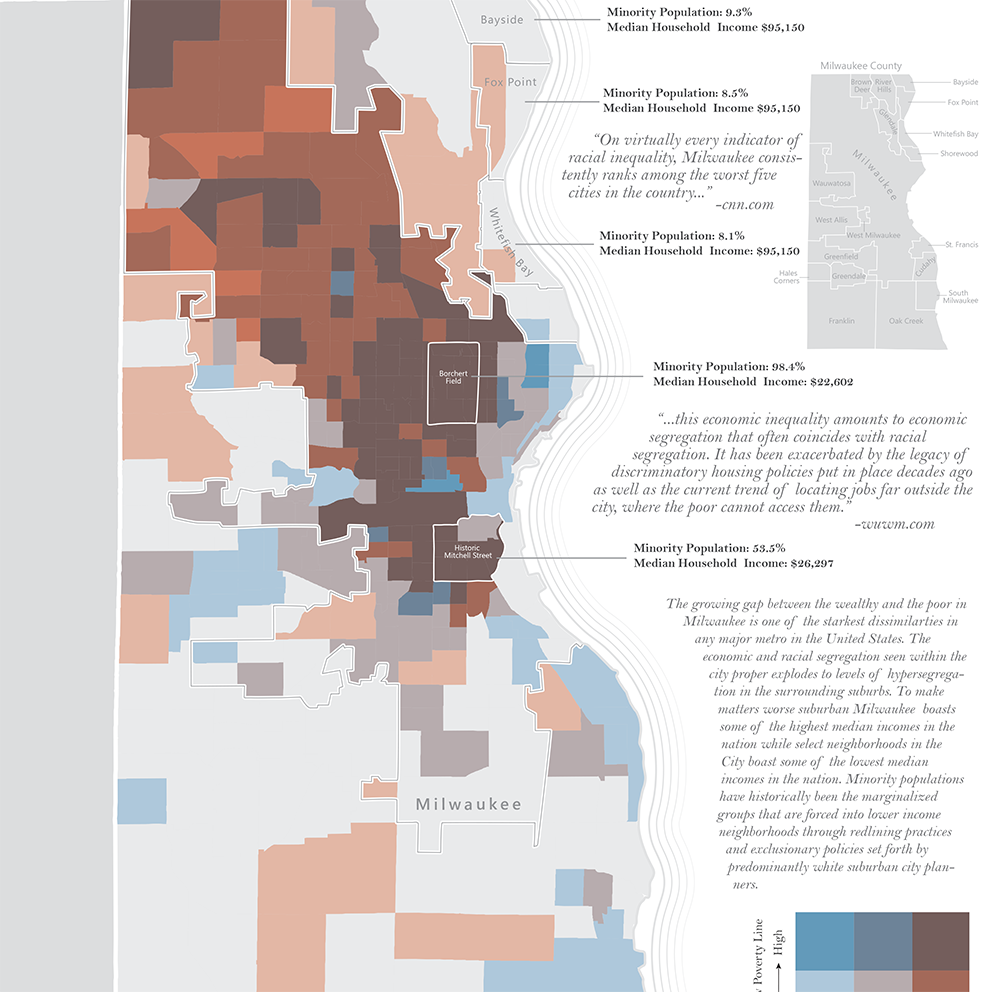 Bayside
Minority Population: 9.3%
Median Household Income $95,150
Fox Point
Minority Population: 8.5%
Median Household Income $95,150
“On virtually every indicator of
racial inequality, Milwaukee consis-
tently ranks among the worst five
cities in the country...”
-cnn.com
Whitefish Bay
Minority Population: 8.1%
Median Household Income: $95,150
Milwaukee County
Brown Deer
River Hills
Bayside
Fox Point
Glendale
Whitefish Bay
Shorewood
Milwaukee
Wauwatosa
West Allis
West Milwaukee
St. Francis
Greenfield
Cudahy
Hales
Corners
Greendale
South
Milwaukee
Franklin
Oak Creek
Borchert
Field
Minority Population: 98.4%
Median Household Income: $22,602
“...this economic inequality amounts to economic
segregation that often coincides with racial
segregation. It has been exacerbated by the legacy of
discrimnatory housing policies put in place decades ago
as well as the current trend of locating jobs far outside the
city, where the poor cannot access them.”
-wuwm.com
Historic
Mitchell Street
Minority Population: 53.5%
Median Household Income: $26,297
The growing gap between the wealthy and the poor in
Milwaukee is one of the starkest dissimilarties in
any major metro in the United States. The
economic and racial segregation seen within the
city proper explodes to levels of hypersegrega-
tion in the surrounding suburbs. To make
matters worse suburban Milwaukee boasts
some of the highest median incomes in the
nation while select neighborhoods in the
City boast some of the lowest median
incomes in the nation. Minority populations
have historically been the marginalized
groups that are forced into lower income
neighborhoods through redlining practices
and exclusionary policies set forth by
predominantly white suburban city plan-
ners.
Milwaukee
Poverty Line
High